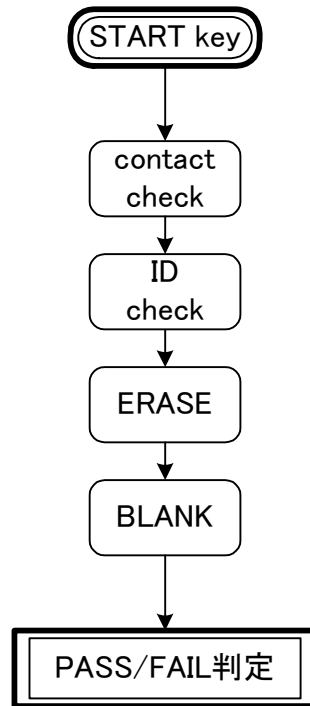 START key
contact
check
ID
check
ERASE
BLANK
PASS/FAIL判定